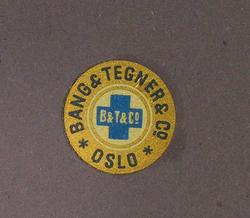 * BANG & TEGNER & Co. *
B & T & Co
OSLO